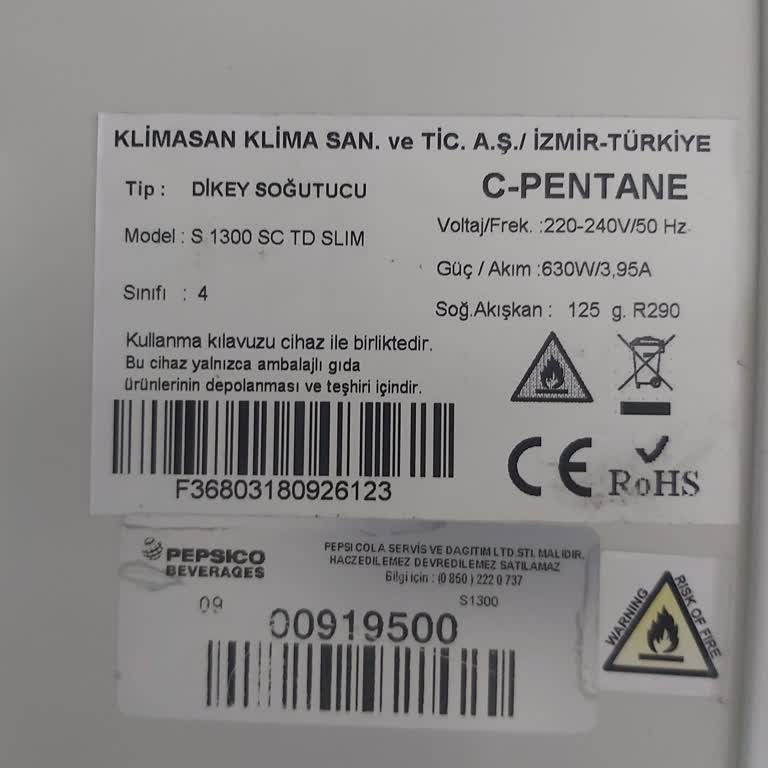 KLİMASAN KLİMA SAN. ve TİC. A.Ş./ İZMİR-TÜRKİYE
Tip : DİKEY SOĞUTUCU
C-PENTANE
Model : S 1300 SC TD SLIM
Voltaj/Frek. :220-240V/50 Hz
Güç / Akım :630W/3,95A
Sınıfı : 4
Soğ.Akışkan : 125 g. R290
Kullanma kılavuzu cihaz ile birliktedir.
Bu cihaz yalnızca ambalajlı gıda
ürünlerinin depolanması ve teşhiri içindir.
F36803180926123
CE
RoHS
PEPSICO
BEVERAGES
PEPSI COLA SERVİS VE DAGITIM LTD.STI. MALIDIR.
HACZEDILEMEZ DEVREDILEMEZ SATILAMAZ
Bilgi için : (0 850 ) 222 0 737
09
S1300
00919500
WARNING
RISK OF FIRE